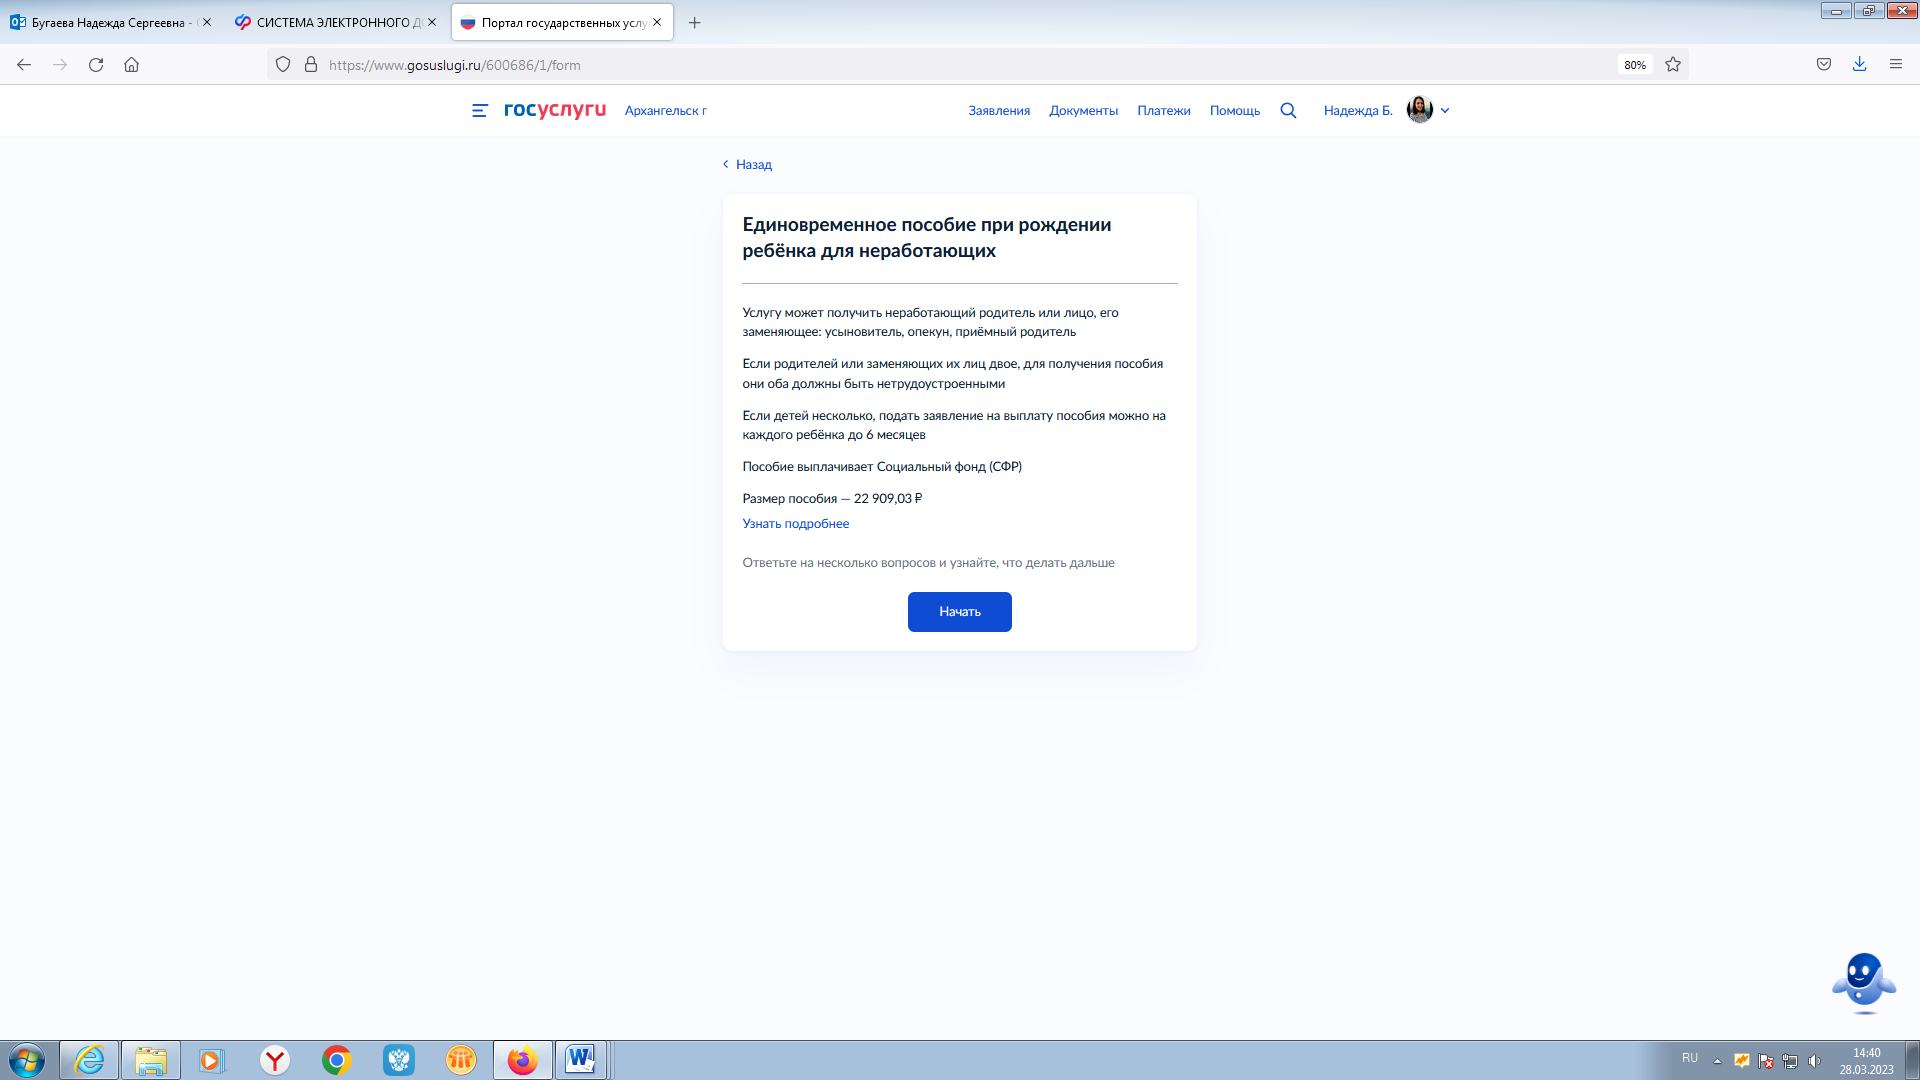 Бугаева Надежда Сергеевна -
СИСТЕМА ЭЛЕКТРОННОГО Д
Портал государственных услу
https://www.gosuslugi.ru/600686/1/form
80%
госуслуги
Архангельск г
Заявления
Документы
Платежи
Помощь
Надежда Б.
Назад
Единовременное пособие при рождении
ребёнка для неработающих
Услугу может получить неработающий родитель или лицо, его
заменяющее: усыновитель, опекун, приёмный родитель
Если родителей или заменяющих их лиц двое, для получения пособия
они оба должны быть нетрудоустроенными
Если детей несколько, подать заявление на выплату пособия можно на
каждого ребёнка до 6 месяцев
Пособие выплачивает Социальный фонд (СФР)
Размер пособия — 22 909,03 ₽
Узнать подробнее
Ответьте на несколько вопросов и узнайте, что делать дальше
Начать
RU
14:40
28.03.2023